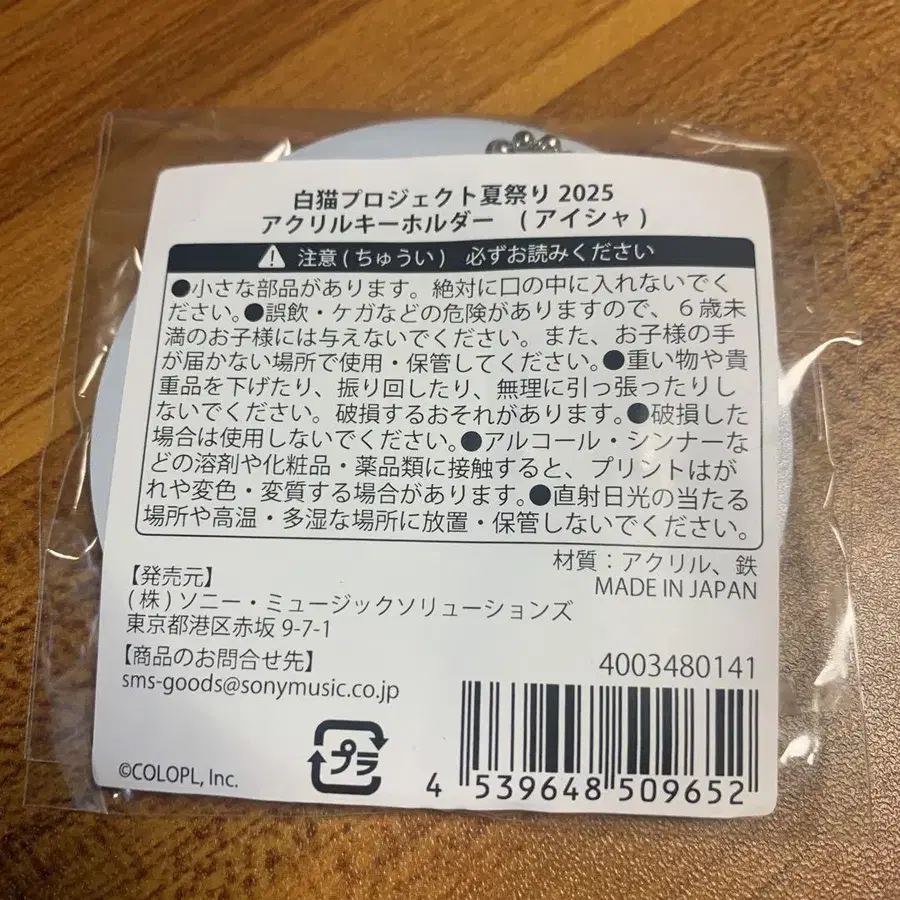 白猫プロジェクト夏祭り 2025
アクリルキーホルダー (アイシャ)
注意 (ちゅうい) 必ずお読みください
●小さな部品があります。絶対に口の中に入れないでく
ださい。●誤飲・ケガなどの危険がありますので、6歳未
満のお子様には与えないでください。また、お子様の手
が届かない場所で使用・保管してください。●重い物や貴
重品を下げたり、振り回したり、無理に引っ張ったりし
ないでください。破損するおそれがあります。●破損した
場合は使用しないでください。●アルコール・シンナーな
どの溶剤や化粧品・薬品類に接触すると、プリントはが
れや変色・変質する場合があります。●直射日光の当たる
場所や高温・多湿な場所に放置・保管しないでください。
材質：アクリル、鉄
MADE IN JAPAN
【発売元】
(株)ソニー・ミュージックソリューションズ
東京都港区赤坂 9-7-1
【商品のお問合せ先】
sms-goods@sonymusic.co.jp
4003480141
プラ
©COLOPL, Inc.
4 539648 509652